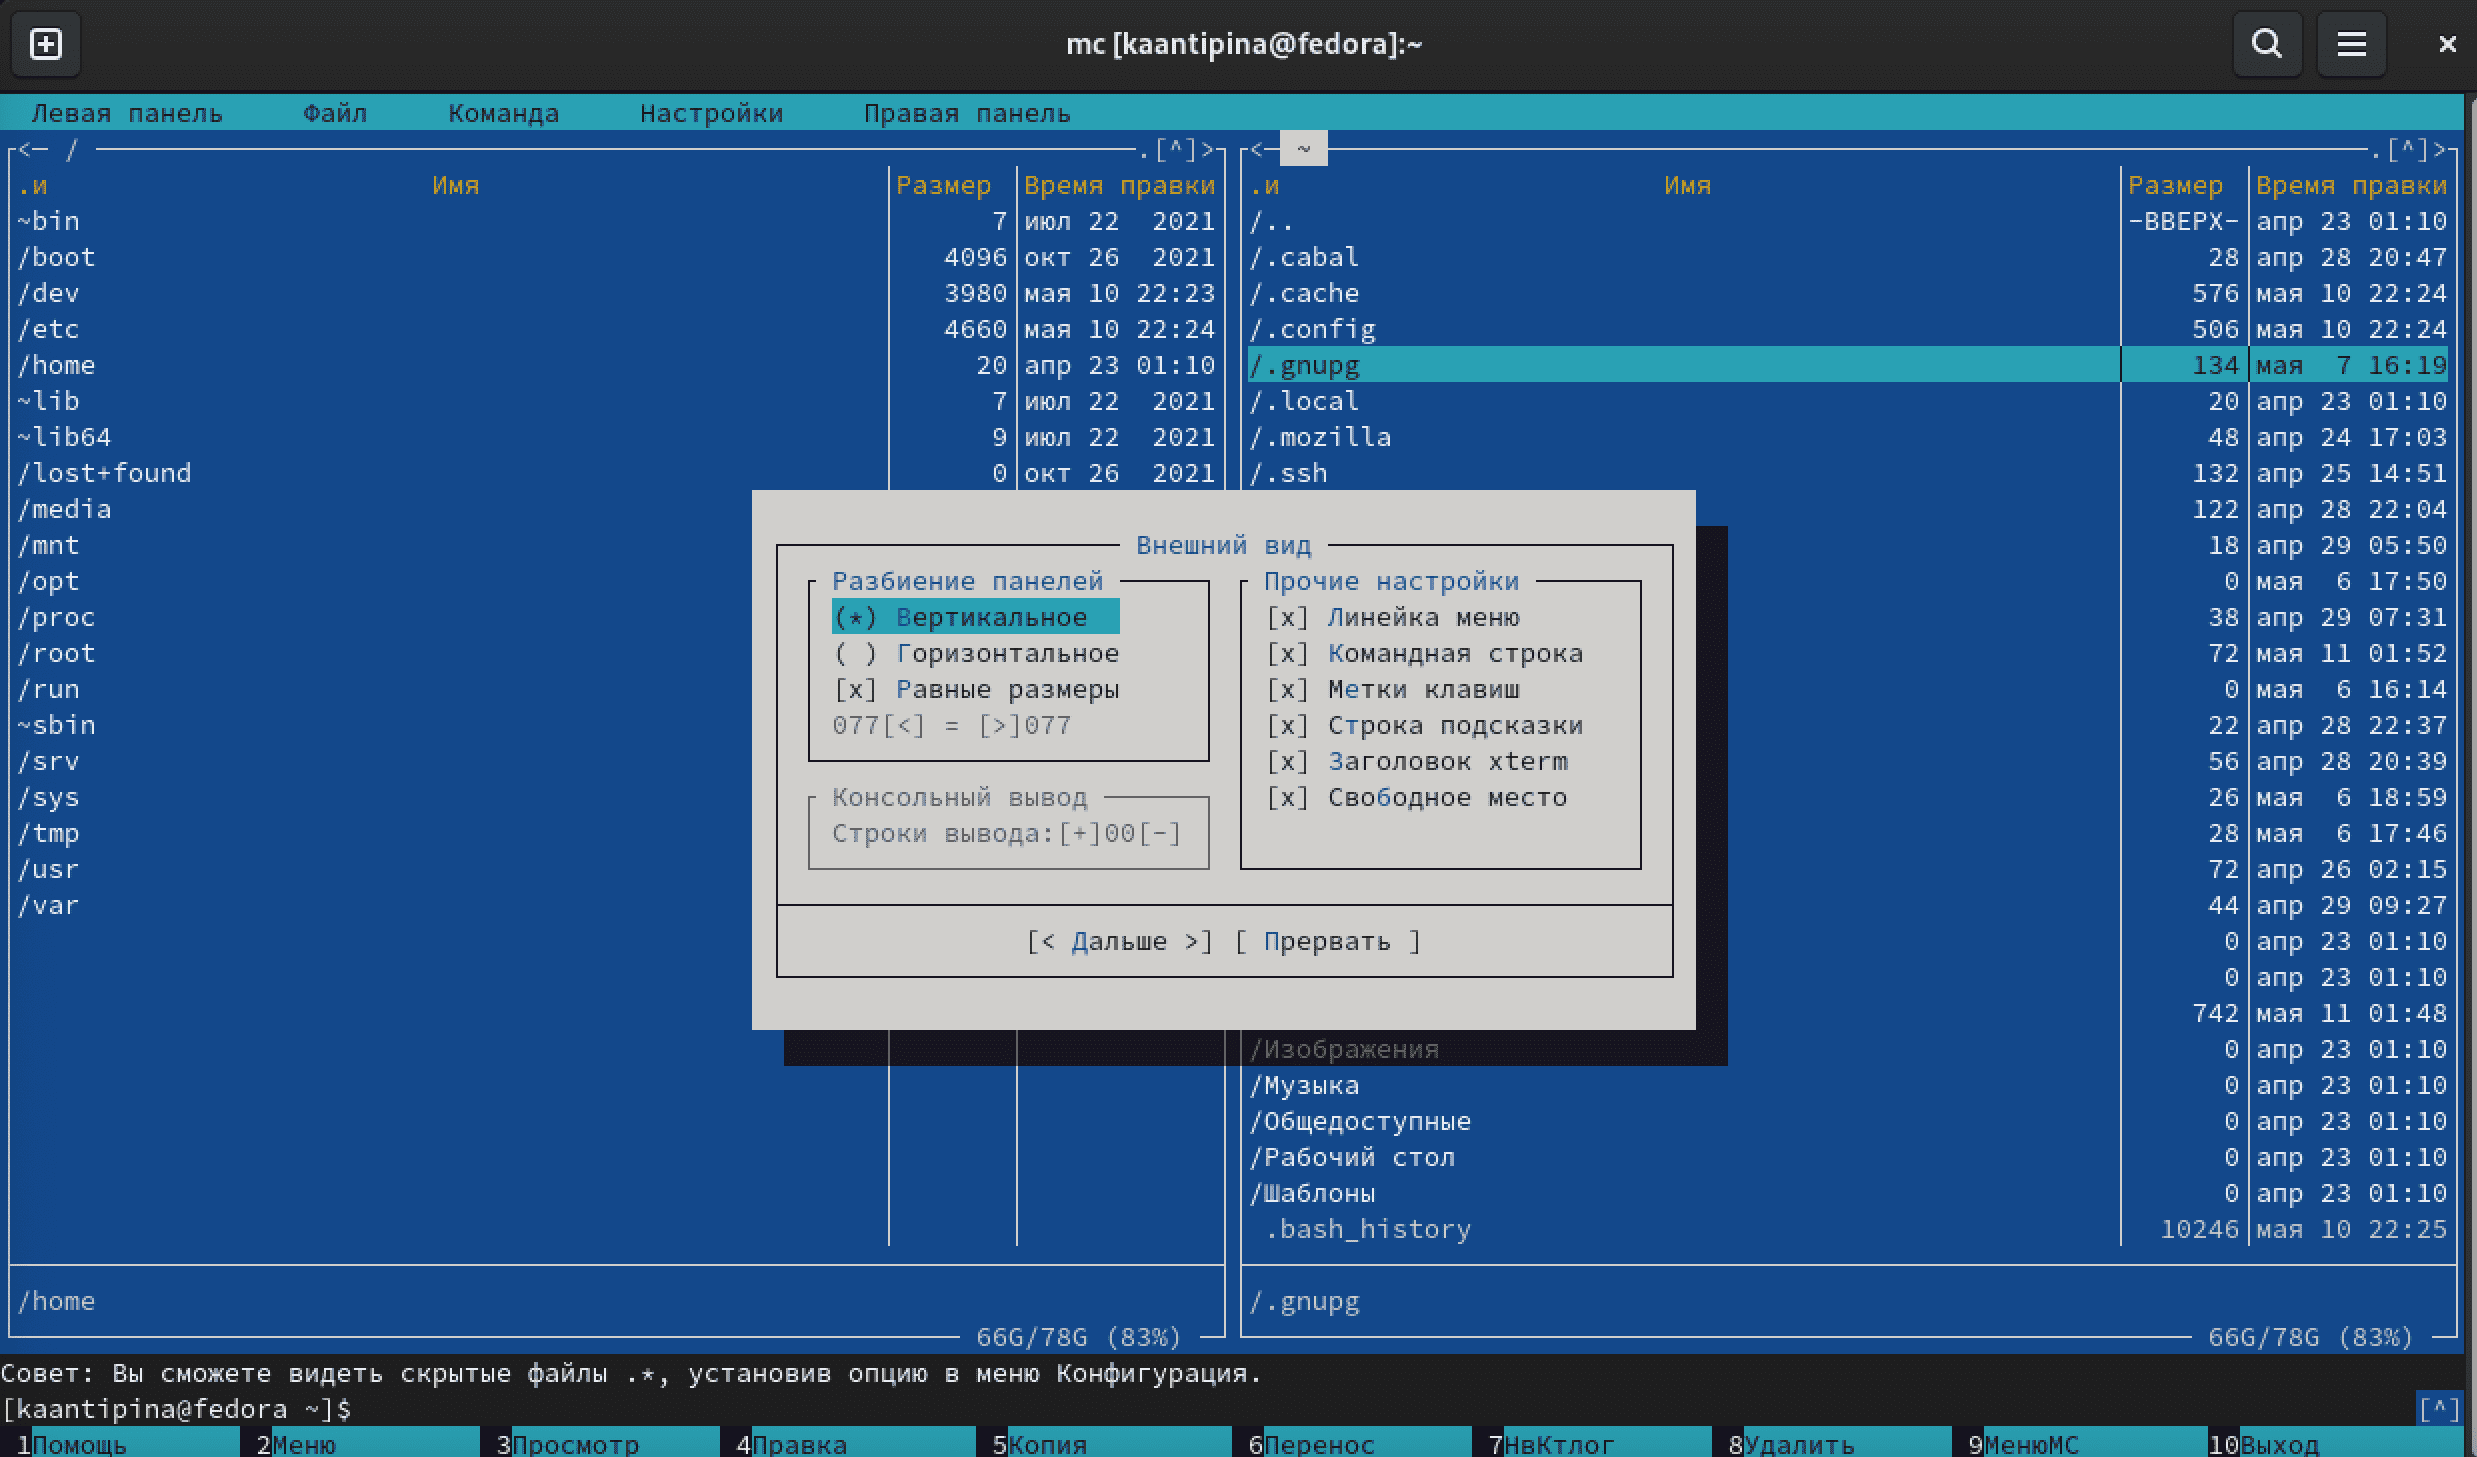 mc [kaantipina@fedora]:~
Левая панель Файл Команда Настройки Правая панель
<− / .[^]> <− ~ .[^]>
.и Имя Размер Время правки .и Имя Размер Время правки
~bin 7 июл 22 2021 /.. −ВВЕРХ− апр 23 01:10
/boot 4096 окт 26 2021 /.cabal 28 апр 28 20:47
/dev 3980 мая 10 22:23 /.cache 576 мая 10 22:24
/etc 4660 мая 10 22:24 /.config 506 мая 10 22:24
/home 20 апр 23 01:10 /.gnupg 134 мая 7 16:19
~lib 7 июл 22 2021 /.local 20 апр 23 01:10
~lib64 9 июл 22 2021 /.mozilla 48 апр 24 17:03
/lost+found 0 окт 26 2021 /.ssh 132 апр 25 14:51
/media 122 апр 28 22:04
/mnt Внешний вид 18 апр 29 05:50
/opt Разбиение панелей Прочие настройки 0 мая 6 17:50
/proc (*) Вертикальное [x] Линейка меню 38 апр 29 07:31
/root ( ) Горизонтальное [x] Командная строка 72 мая 11 01:52
/run [x] Равные размеры [x] Метки клавиш 0 мая 6 16:14
~sbin 077[<] = [>]077 [x] Строка подсказки 22 апр 28 22:37
/srv [x] Заголовок xterm 56 апр 28 20:39
/sys Консольный вывод [x] Свободное место 26 мая 6 18:59
/tmp Строки вывода:[+]00[−] 28 мая 6 17:46
/usr 72 апр 26 02:15
/var 44 апр 29 09:27
[< Дальше >] [ Прервать ] 0 апр 23 01:10
0 апр 23 01:10
742 мая 11 01:48
/Изображения 0 апр 23 01:10
/Музыка 0 апр 23 01:10
/Общедоступные 0 апр 23 01:10
/Рабочий стол 0 апр 23 01:10
/Шаблоны 0 апр 23 01:10
.bash_history 10246 мая 10 22:25
/home /.gnupg
66G/78G (83%) 66G/78G (83%)
Совет: Вы сможете видеть скрытые файлы .*, установив опцию в меню Конфигурация.
[kaantipina@fedora ~]$ [^]
1Помощь 2Меню 3Просмотр 4Правка 5Копия 6Перенос 7НвКтлог 8Удалить 9МенюМС 10Выход